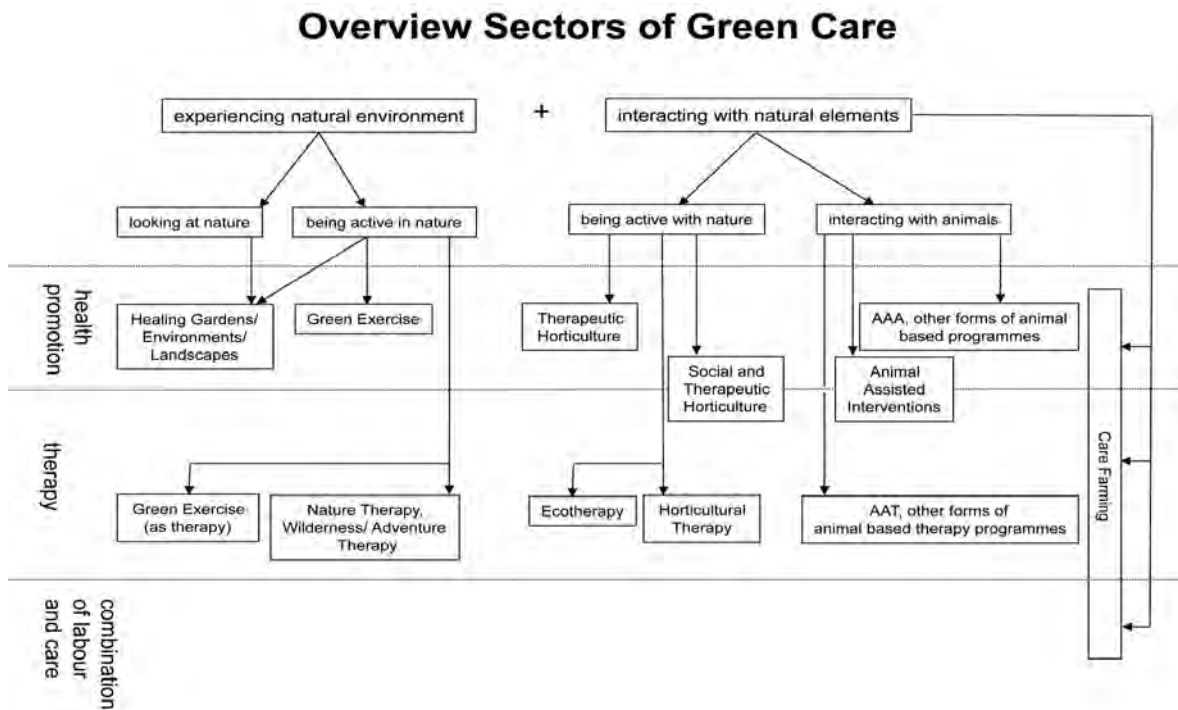 Overview Sectors of Green Care
experiencing natural environment
+
interacting with natural elements
looking at nature
being active in nature
being active with nature
interacting with animals
health
promotion
Healing Gardens/
Environments/
Landscapes
Green Exercise
Therapeutic
Horticulture
AAA, other forms of animal
based programmes
Social and
Therapeutic
Horticulture
Animal
Assisted
Interventions
Care Farming
therapy
Green Exercise
(as therapy)
Nature Therapy,
Wilderness/ Adventure
Therapy
Ecotherapy
Horticultural
Therapy
AAT, other forms of
animal based therapy programmes
combination
of labour
and care